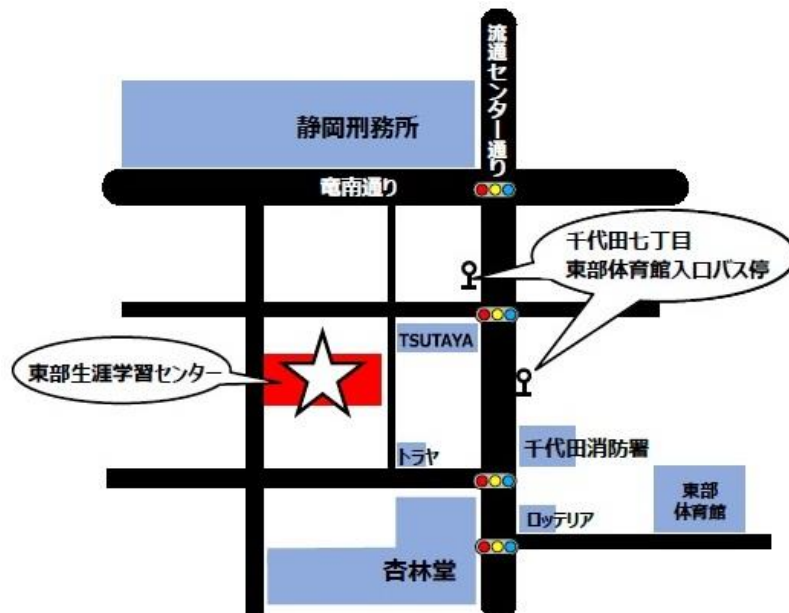 流通センター通り
静岡刑務所
竜南通り
千代田七丁目
東部体育館入口バス停
TSUTAYA
東部生涯学習センター
トラヤ
千代田消防署
東部
体育館
ロッテリア
杏林堂